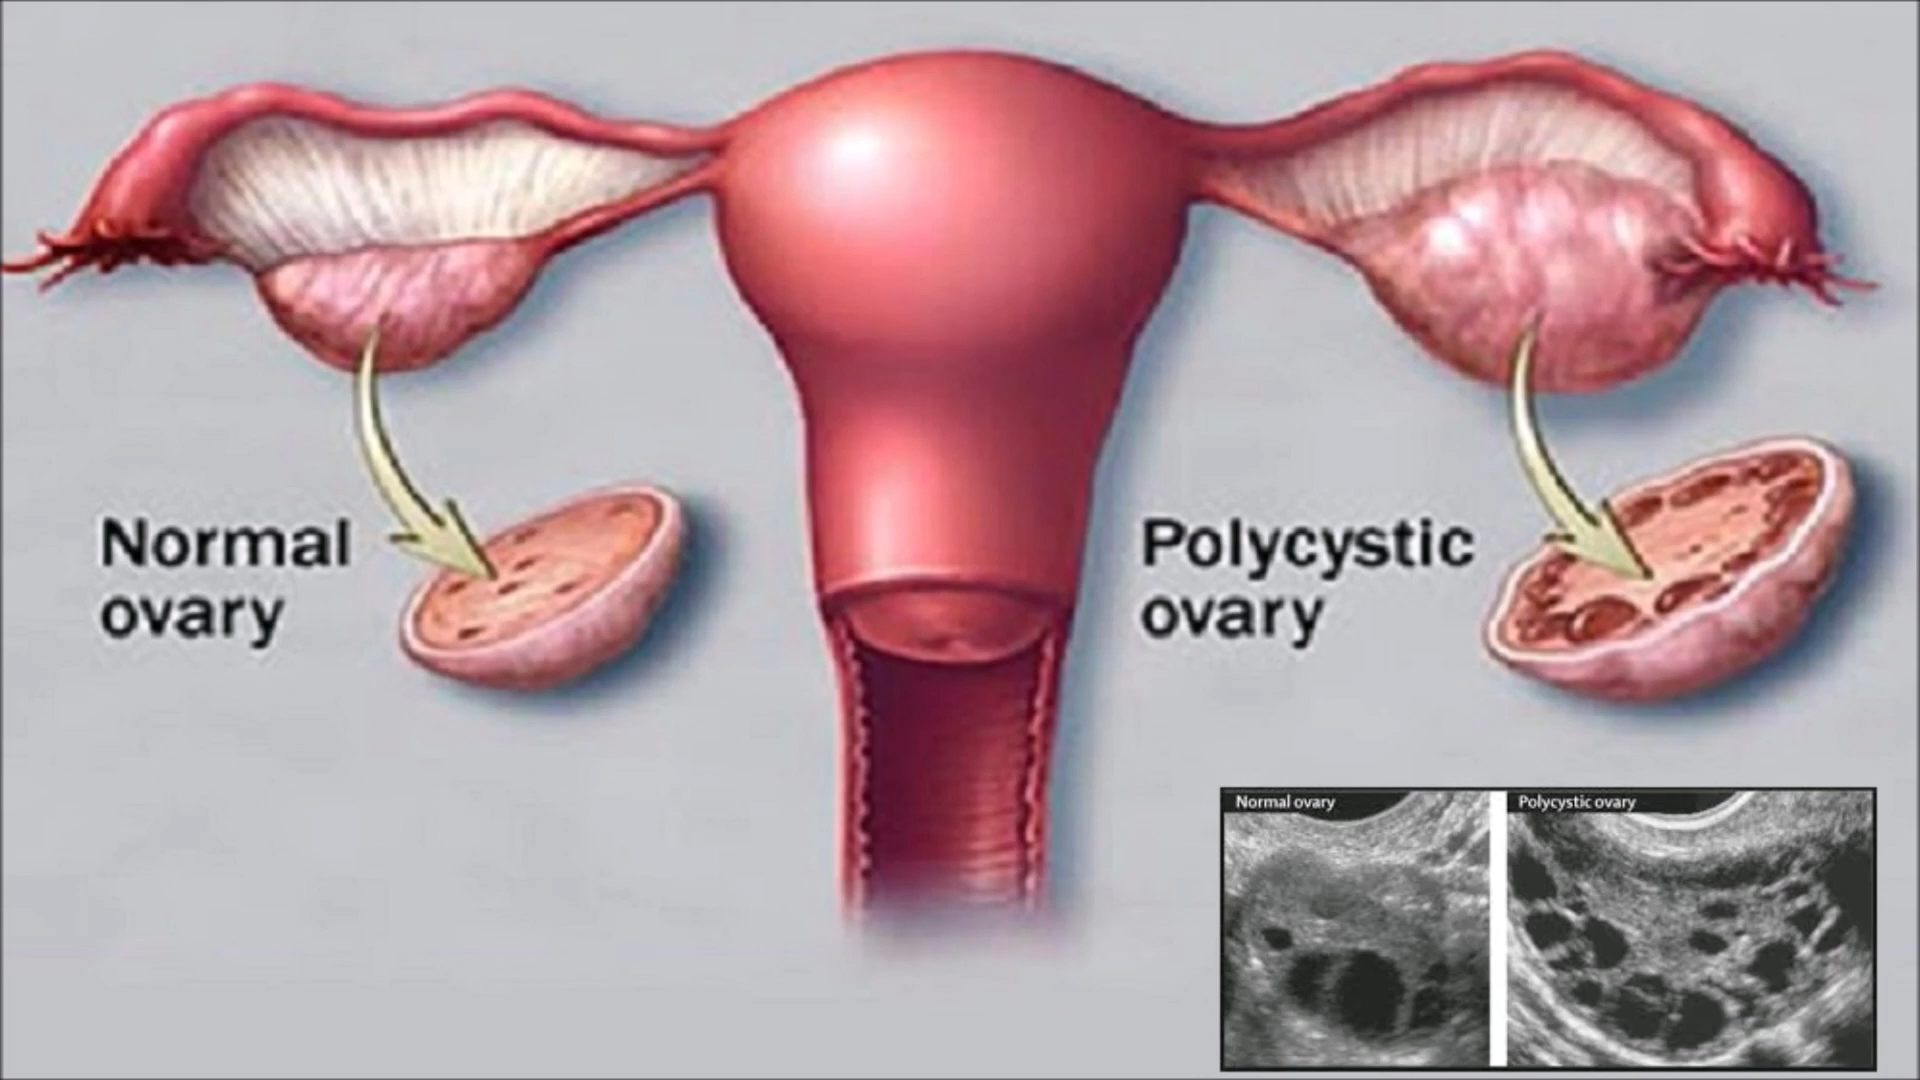 Normal
ovary
Polycystic
ovary
Normal ovary
Polycystic ovary